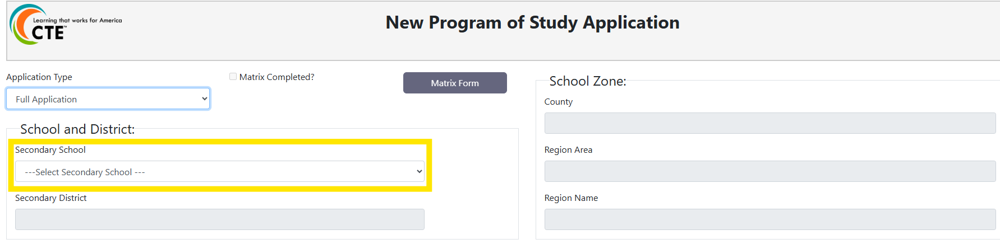 Learning that works for America
CTE™
New Program of Study Application
Application Type
Matrix Completed?
Matrix Form
Full Application
School and District:
Secondary School
---Select Secondary School ---
Secondary District
School Zone:
County
Region Area
Region Name